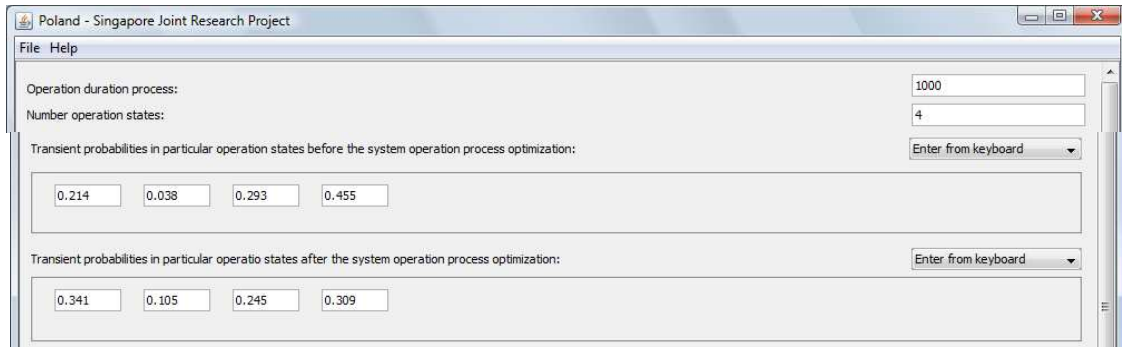 Poland - Singapore Joint Research Project
File Help
Operation duration process: 1000
Number operation states: 4
Transient probabilities in particular operation states before the system operation process optimization: Enter from keyboard
0.214 0.038 0.293 0.455
Transient probabilities in particular operatio states after the system operation process optimization: Enter from keyboard
0.341 0.105 0.245 0.309